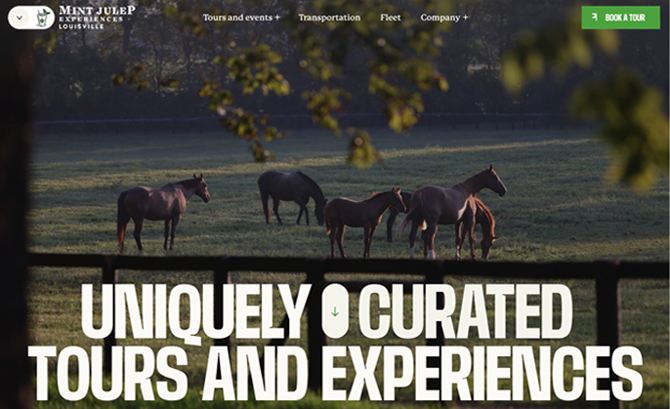 MINT JULEP
EXPERIENCES
LOUISVILLE
Tours and events +
Transportation
Fleet
Company +
BOOK A TOUR
UNIQUELY CURATED
TOURS AND EXPERIENCES